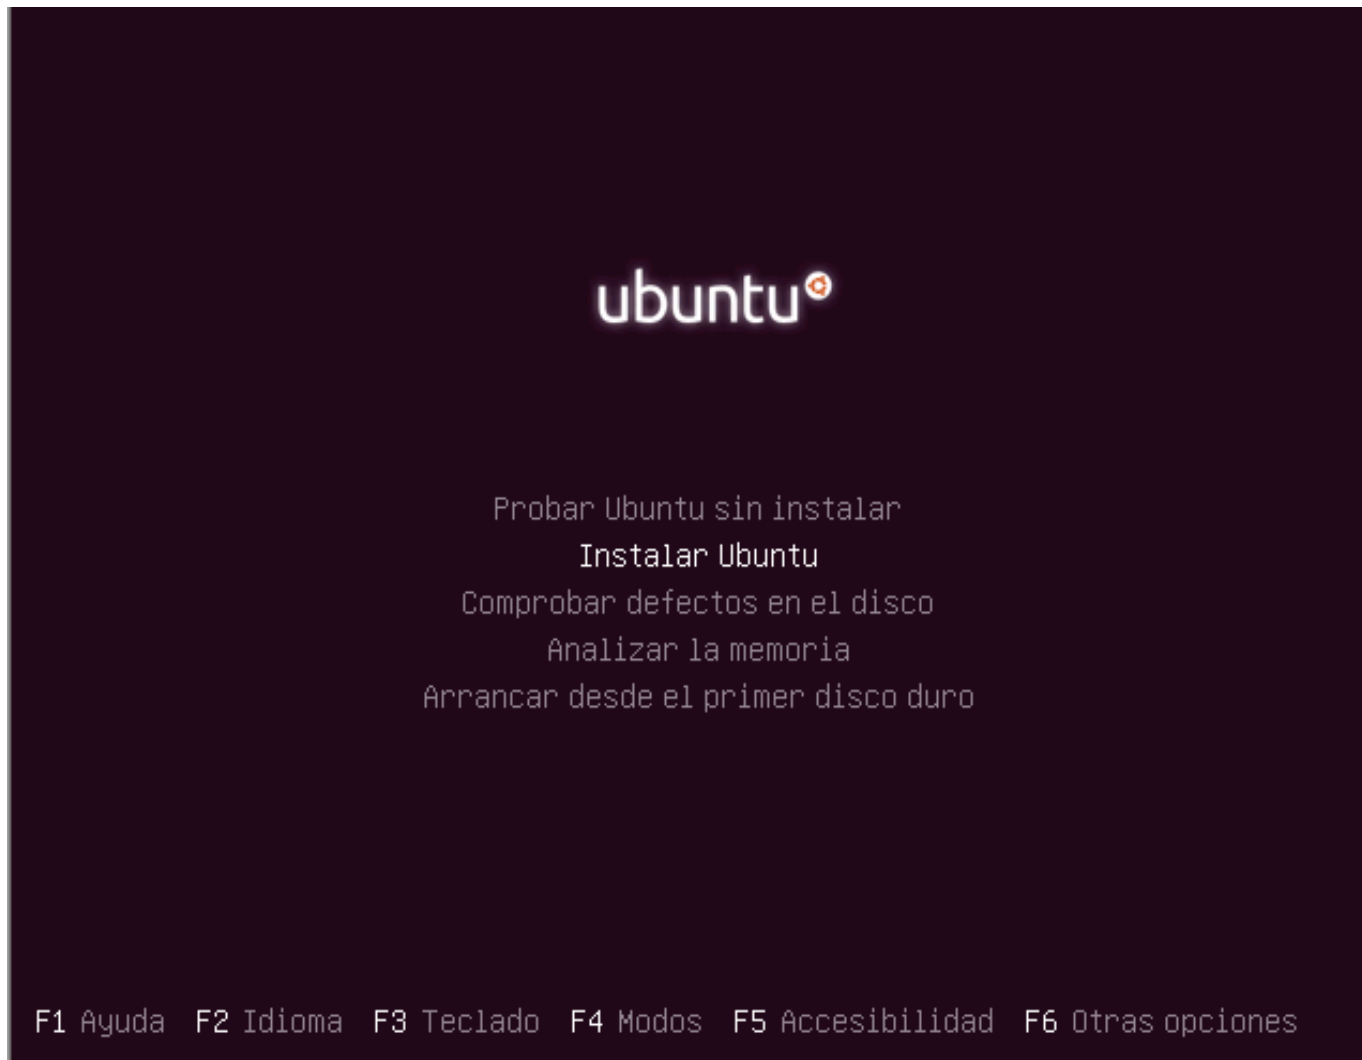 ubuntu
Probar Ubuntu sin instalar
Instalar Ubuntu
Comprobar defectos en el disco
Analizar la memoria
Arrancar desde el primer disco duro
F1 Ayuda F2 Idioma F3 Teclado F4 Modos F5 Accesibilidad F6 Otras opciones